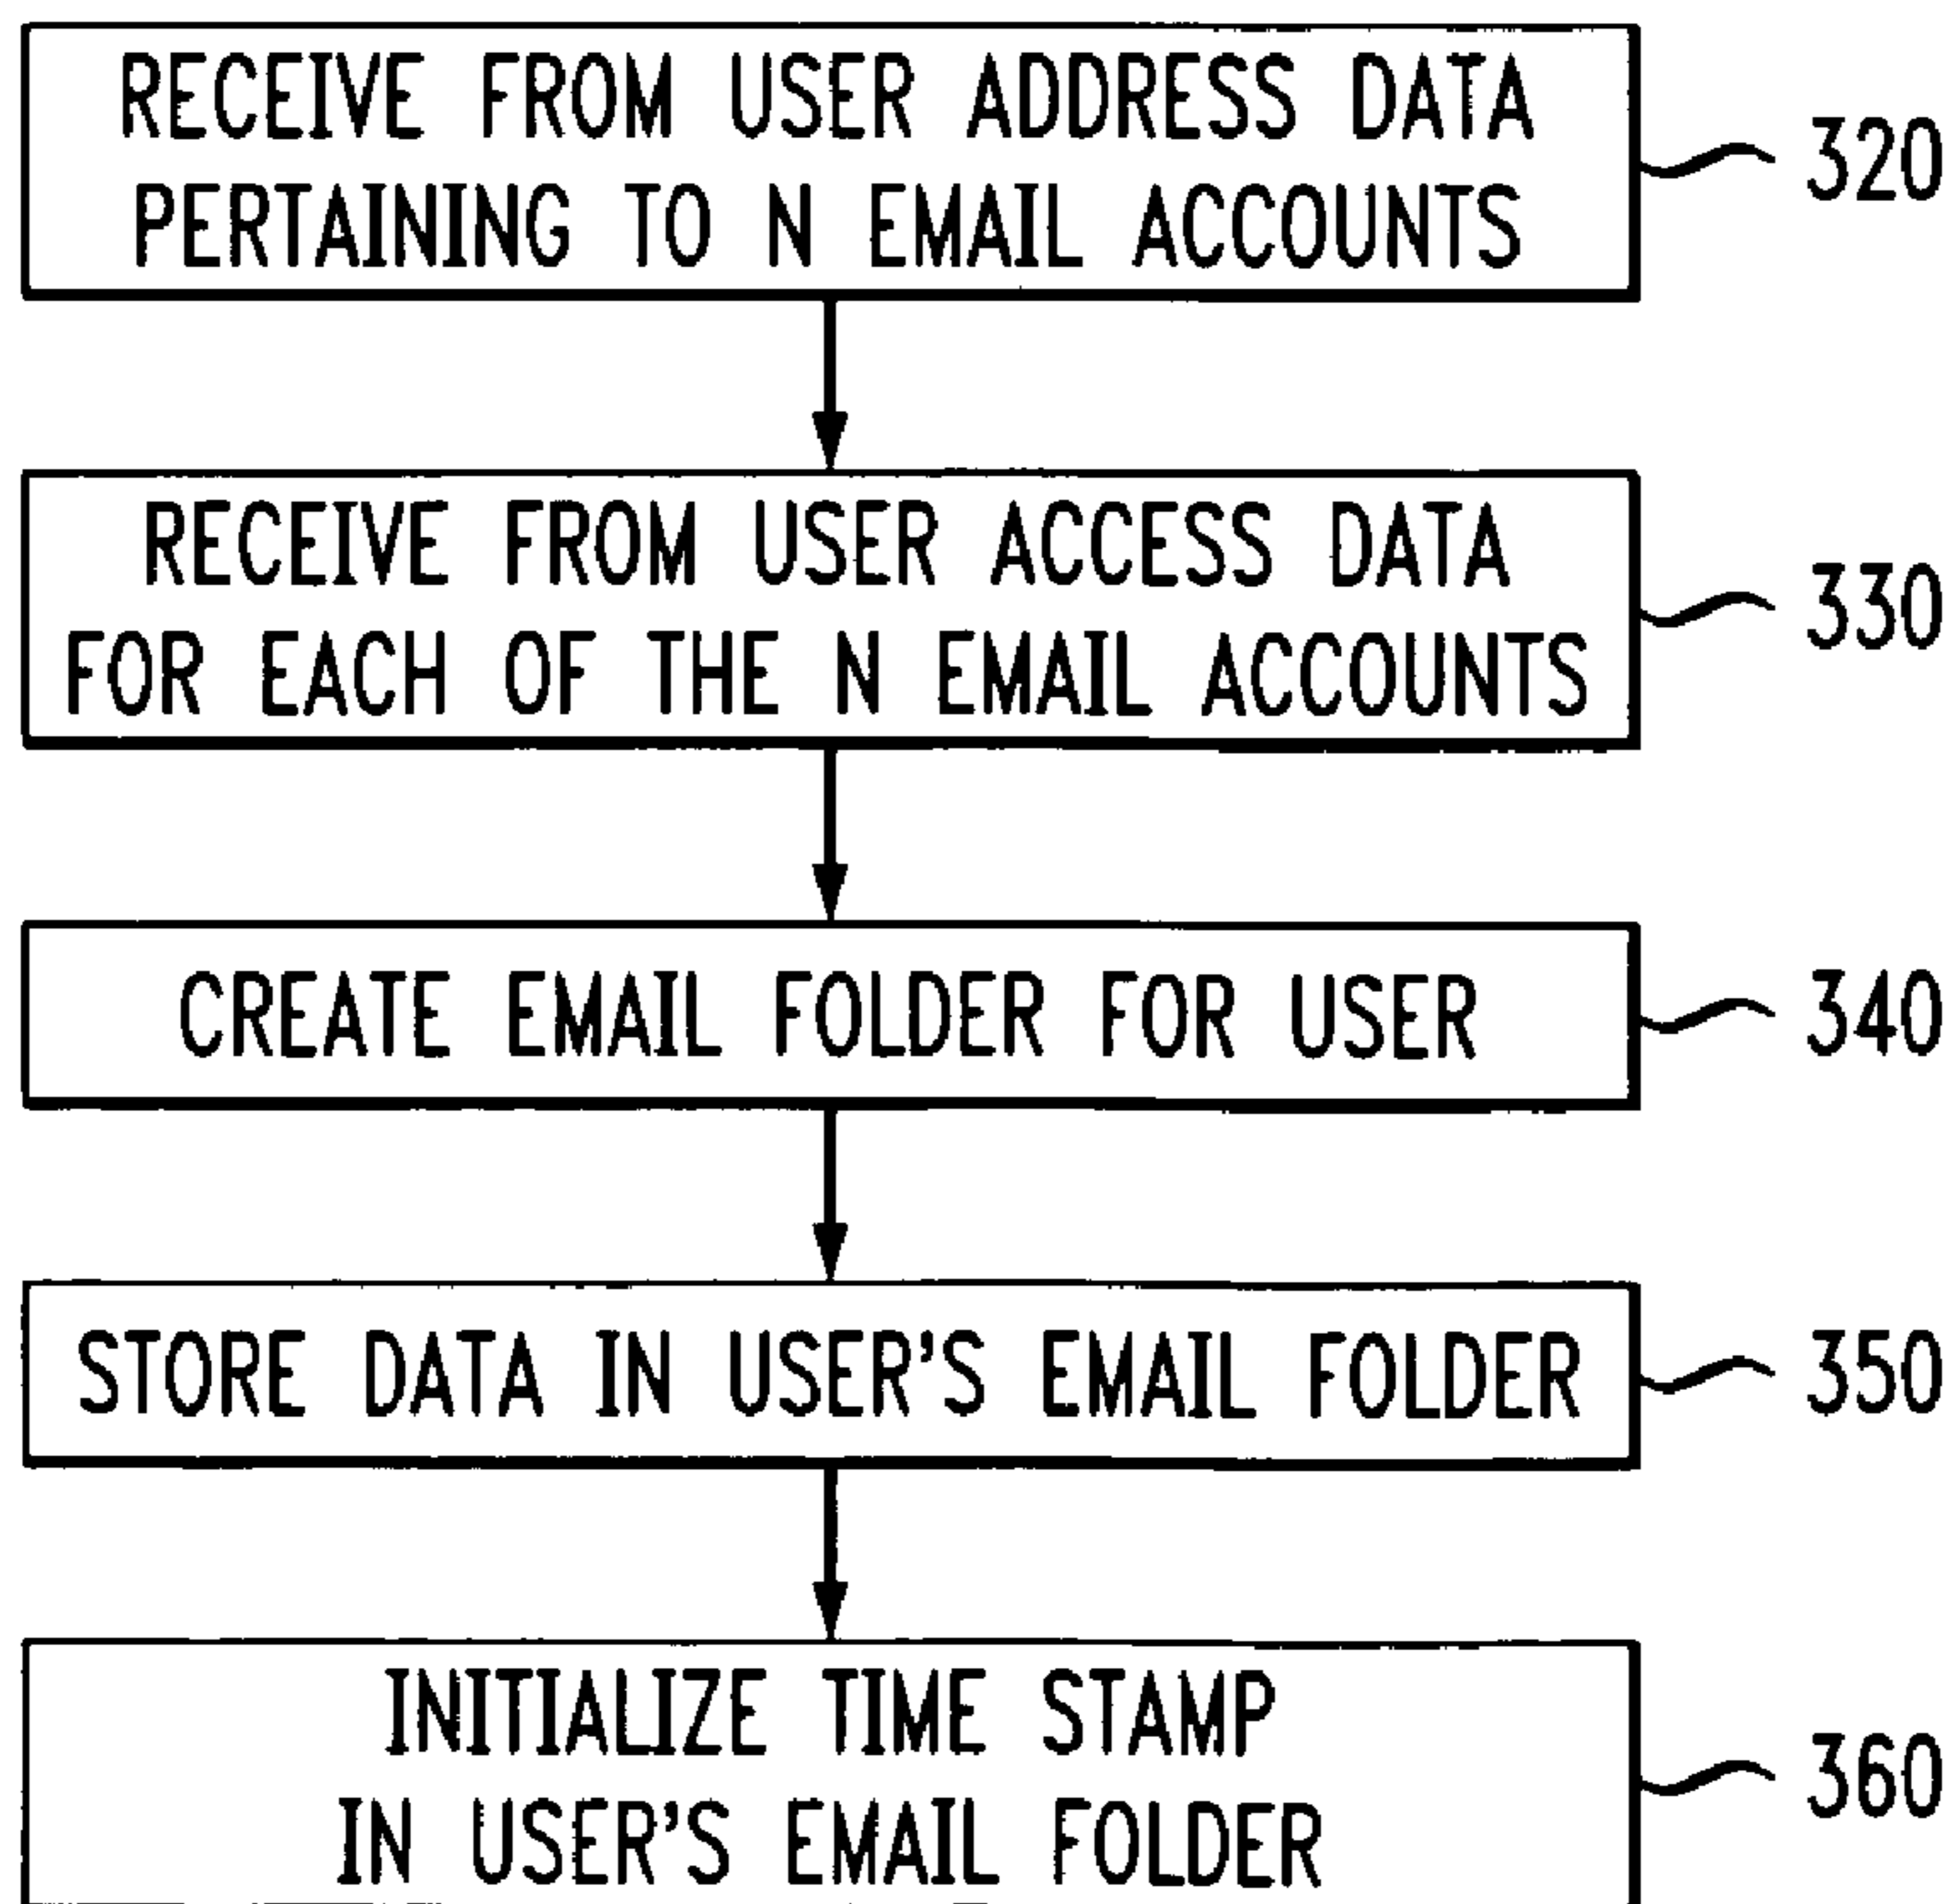 RECEIVE FROM USER ADDRESS DATA
PERTAINING TO N EMAIL ACCOUNTS
320
RECEIVE FROM USER ACCESS DATA
FOR EACH OF THE N EMAIL ACCOUNTS
330
CREATE EMAIL FOLDER FOR USER
340
STORE DATA IN USER'S EMAIL FOLDER
350
INITIALIZE TIME STAMP
IN USER'S EMAIL FOLDER
360